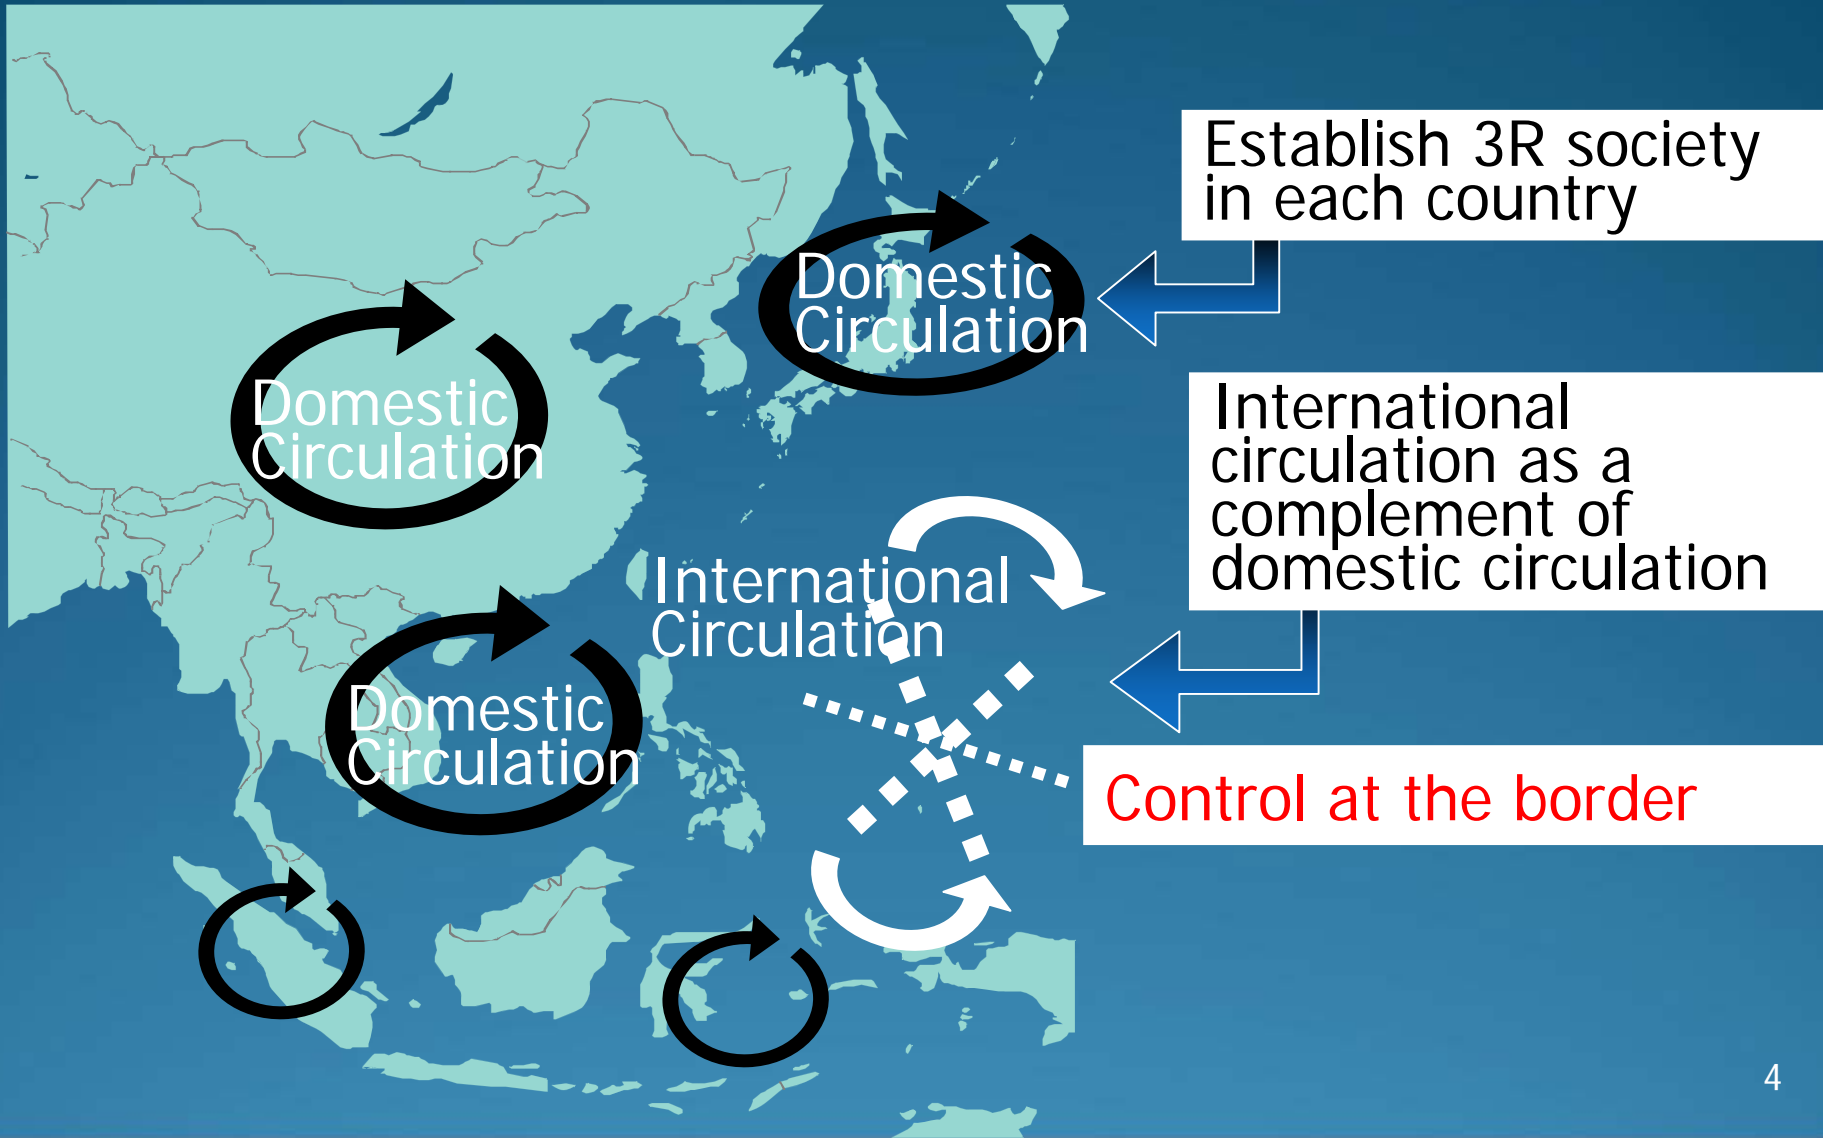 Establish 3R society
in each country
Domestic
Circulation
Domestic
Circulation
International
circulation as a
complement of
domestic circulation
International
Circulation
Domestic
Circulation
Control at the border
4